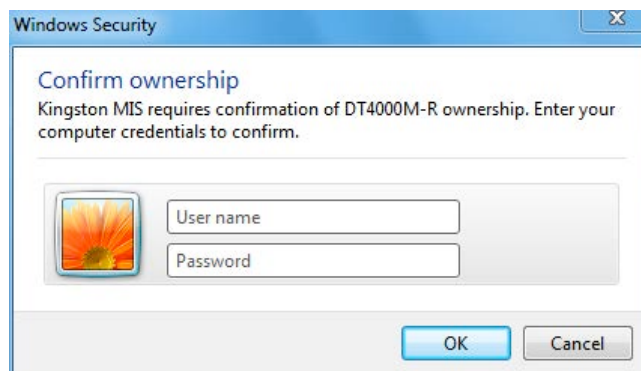 Windows Security
Confirm ownership
Kingston MIS requires confirmation of DT4000M-R ownership. Enter your
computer credentials to confirm.
User name
Password
OK
Cancel